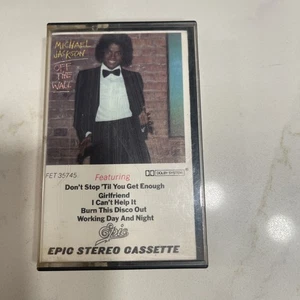 MICHAEL
JACKSON
OFF
THE
WALL
FET 35745
Featuring
DOLBY SYSTEM
Don't Stop 'Til You Get Enough
Girlfriend
I Can't Help It
Burn This Disco Out
Working Day And Night
Epic
EPIC STEREO CASSETTE